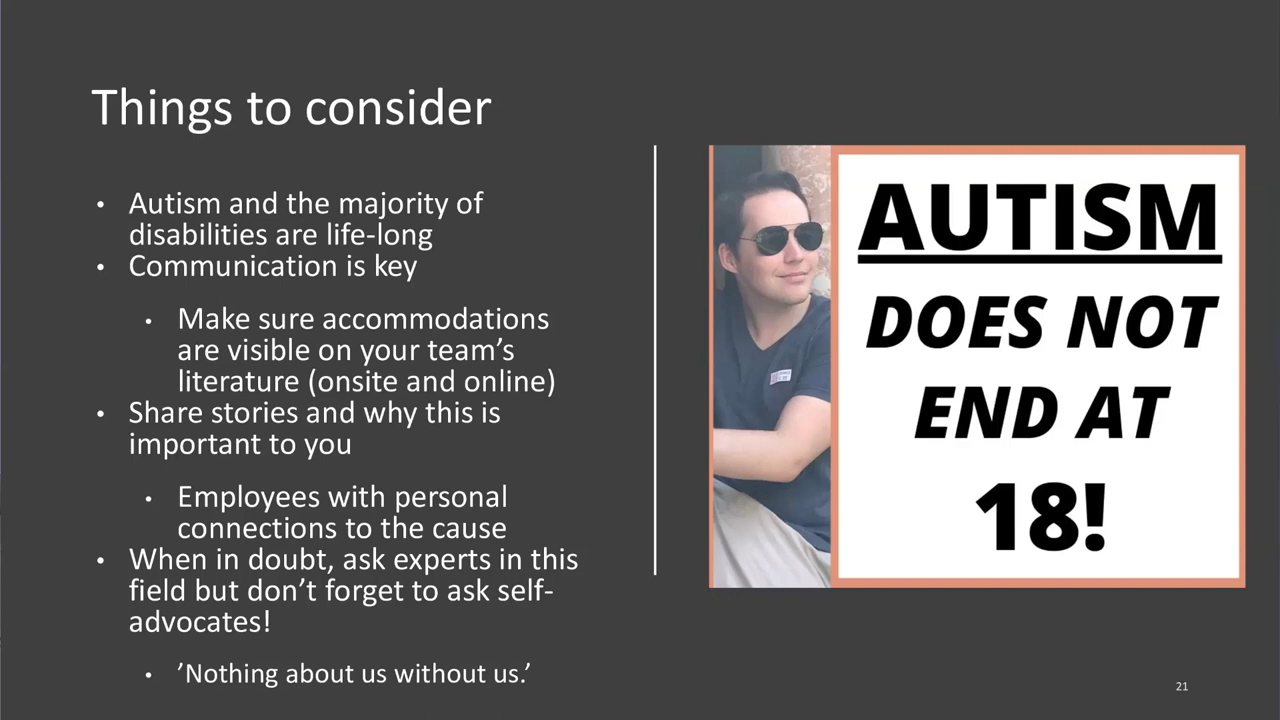 Things to consider
• Autism and the majority of
disabilities are life-long
• Communication is key
• Make sure accommodations
are visible on your team’s
literature (onsite and online)
• Share stories and why this is
important to you
• Employees with personal
connections to the cause
• When in doubt, ask experts in this
field but don’t forget to ask self-
advocates!
• ’Nothing about us without us.’
AUTISM
DOES NOT
END AT
18!
21